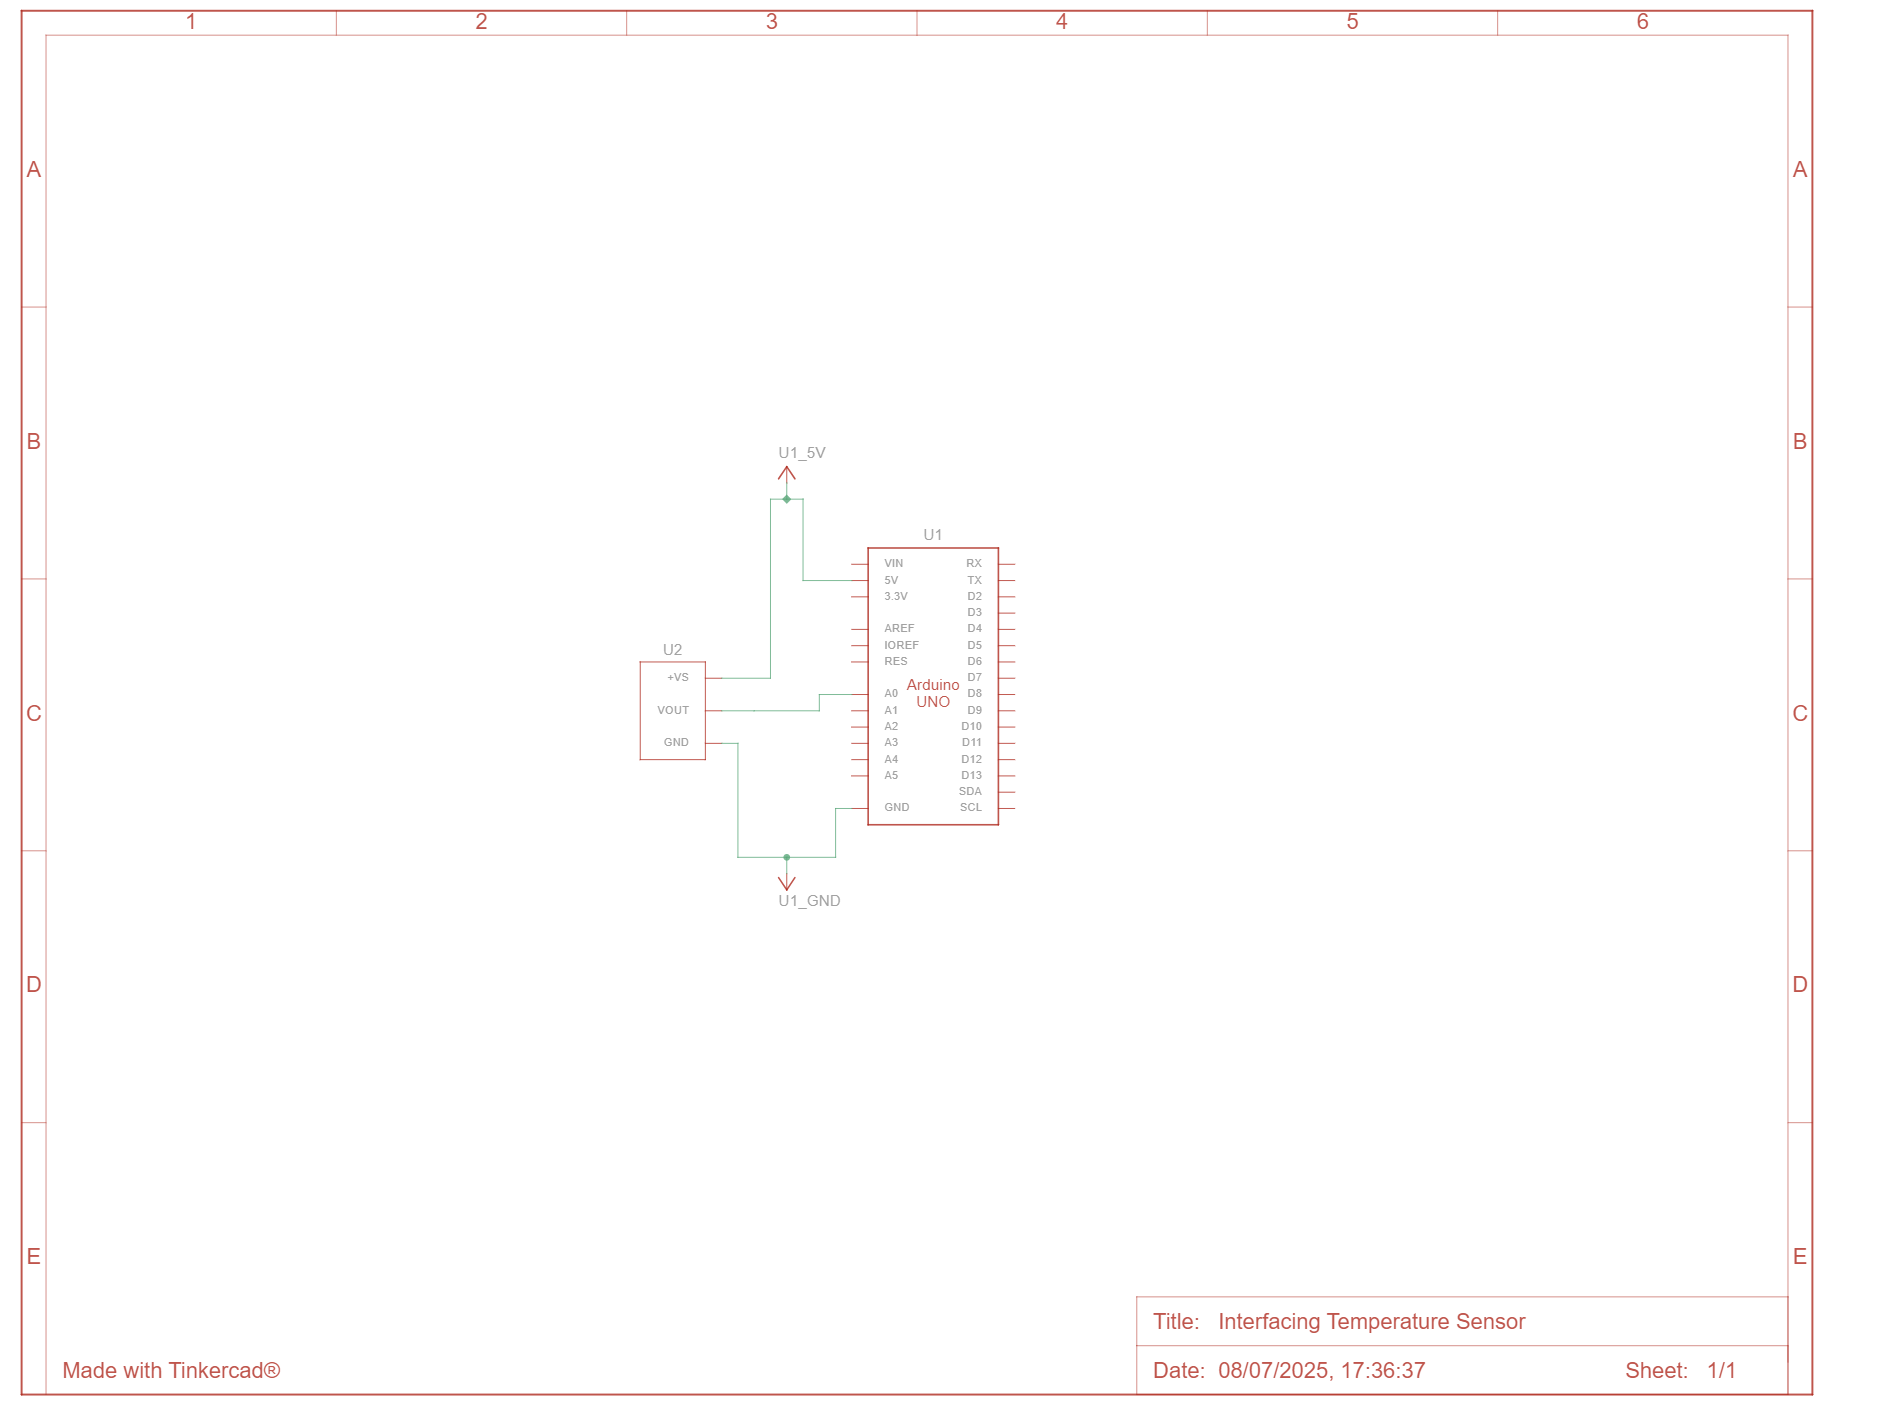 1 2 3 4 5 6
A A
B B
U1_5V
U1
VIN RX
5V TX
3.3V D2
D3
AREF D4
IOREF D5
U2
RES D6
+VS D7
Arduino
A0 D8
UNO
VOUT A1 D9
A2 D10
GND A3 D11
A4 D12
A5 D13
SDA
GND SCL
C C
U1_GND
D D
E E
Title: Interfacing Temperature Sensor
Made with Tinkercad®
Date: 08/07/2025, 17:36:37 Sheet: 1/1